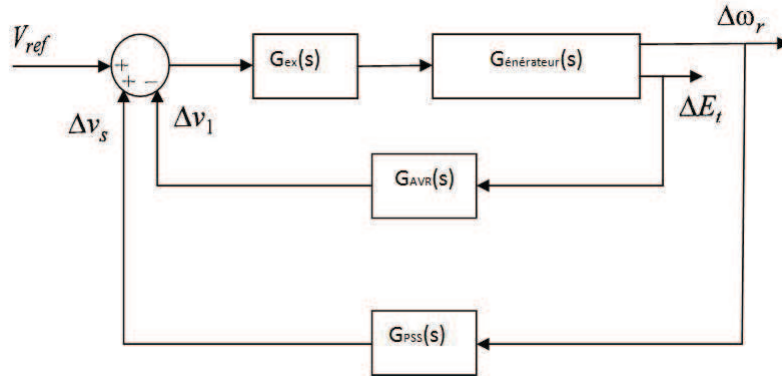 V_ref
+
+
−
G_ex(s)
G_énérateur(s)
Δω_r
ΔE_t
Δv_s
Δv_1
G_AVR(s)
G_PSS(s)